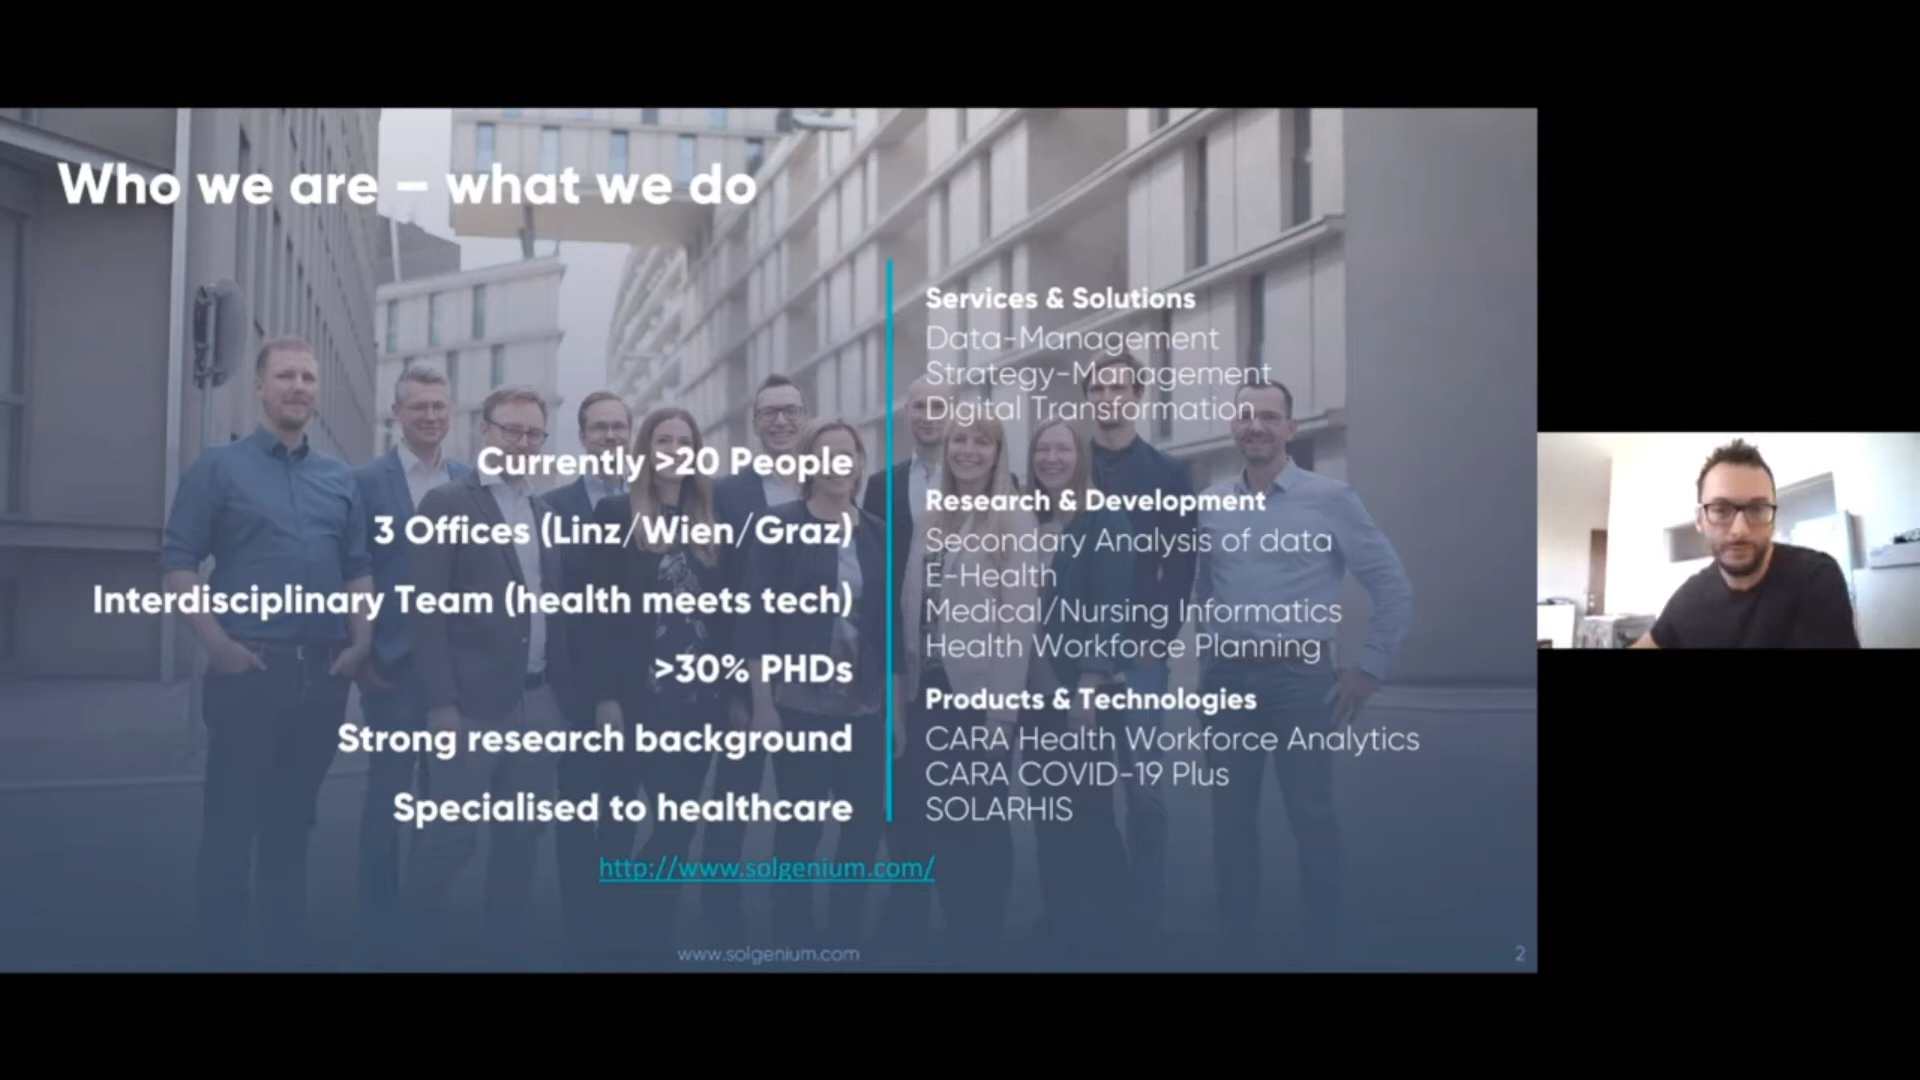 Who we are – what we do
Currently >20 People
3 Offices (Linz/Wien/Graz)
Interdisciplinary Team (health meets tech)
>30% PHDs
Strong research background
Specialised to healthcare
Services & Solutions
Data-Management
Strategy-Management
Digital Transformation
Research & Development
Secondary Analysis of data
E-Health
Medical/Nursing Informatics
Health Workforce Planning
Products & Technologies
CARA Health Workforce Analytics
CARA COVID-19 Plus
SOLARHIS
http://www.solgenium.com/
www.solgenium.com
2